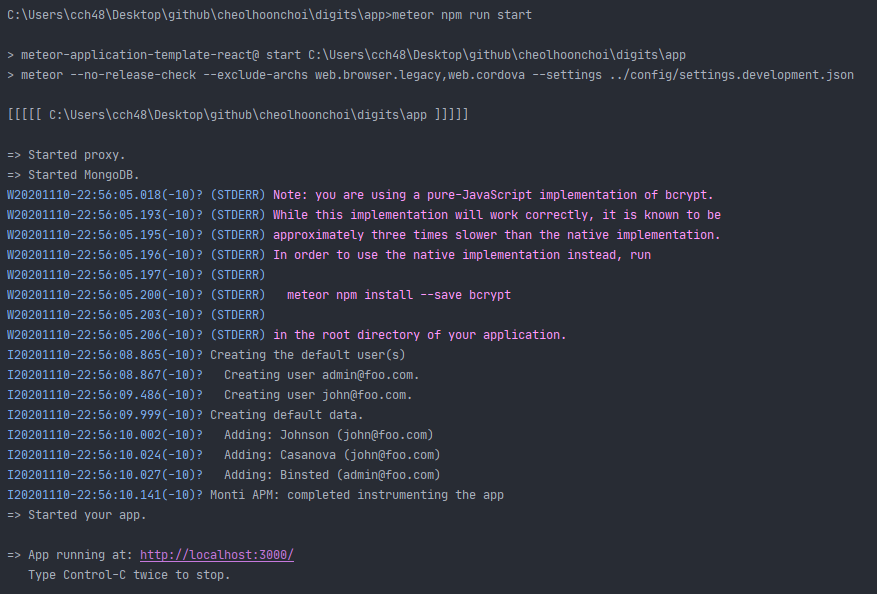 C:\Users\cch48\Desktop\github\cheolhoonchoi\digits\app>meteor npm run start
> meteor-application-template-react@ start C:\Users\cch48\Desktop\github\cheolhoonchoi\digits\app
> meteor --no-release-check --exclude-archs web.browser.legacy,web.cordova --settings ../config/settings.development.json
[[[[[ C:\Users\cch48\Desktop\github\cheolhoonchoi\digits\app ]]]]]
=> Started proxy.
=> Started MongoDB.
W20201110-22:56:05.018(-10)? (STDERR) Note: you are using a pure-JavaScript implementation of bcrypt.
W20201110-22:56:05.193(-10)? (STDERR) While this implementation will work correctly, it is known to be
W20201110-22:56:05.195(-10)? (STDERR) approximately three times slower than the native implementation.
W20201110-22:56:05.196(-10)? (STDERR) In order to use the native implementation instead, run
W20201110-22:56:05.197(-10)? (STDERR)
W20201110-22:56:05.200(-10)? (STDERR)   meteor npm install --save bcrypt
W20201110-22:56:05.203(-10)? (STDERR)
W20201110-22:56:05.206(-10)? (STDERR) in the root directory of your application.
I20201110-22:56:08.865(-10)? Creating the default user(s)
I20201110-22:56:08.867(-10)?   Creating user admin@foo.com.
I20201110-22:56:09.486(-10)?   Creating user john@foo.com.
I20201110-22:56:09.999(-10)? Creating default data.
I20201110-22:56:10.002(-10)?   Adding: Johnson (john@foo.com)
I20201110-22:56:10.024(-10)?   Adding: Casanova (john@foo.com)
I20201110-22:56:10.027(-10)?   Adding: Binsted (admin@foo.com)
I20201110-22:56:10.141(-10)? Monti APM: completed instrumenting the app
=> Started your app.
=> App running at: http://localhost:3000/
   Type Control-C twice to stop.